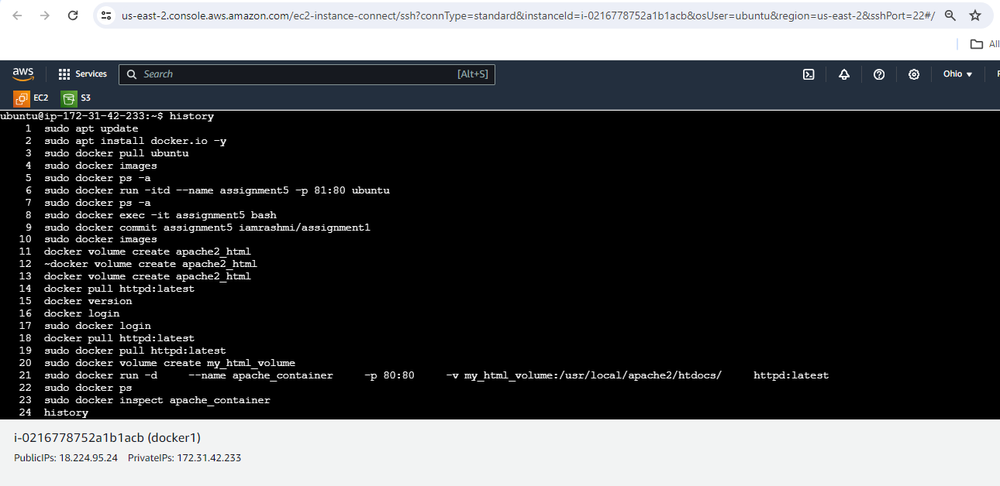 us-east-2.console.aws.amazon.com/ec2-instance-connect/ssh?connType=standard&instanceId=i-0216778752a1b1acb&osUser=ubuntu&region=us-east-2&sshPort=22#/
All
aws Services Search [Alt+S] Ohio
EC2 S3
ubuntu@ip-172-31-42-233:~$ history
1 sudo apt update
2 sudo apt install docker.io -y
3 sudo docker pull ubuntu
4 sudo docker images
5 sudo docker ps -a
6 sudo docker run -itd --name assignment5 -p 81:80 ubuntu
7 sudo docker ps -a
8 sudo docker exec -it assignment5 bash
9 sudo docker commit assignment5 iamrashmi/assignment1
10 sudo docker images
11 docker volume create apache2_html
12 ~docker volume create apache2_html
13 docker volume create apache2_html
14 docker pull httpd:latest
15 docker version
16 docker login
17 sudo docker login
18 docker pull httpd:latest
19 sudo docker pull httpd:latest
20 sudo docker volume create my_html_volume
21 sudo docker run -d     --name apache_container     -p 80:80     -v my_html_volume:/usr/local/apache2/htdocs/     httpd:latest
22 sudo docker ps
23 sudo docker inspect apache_container
24 history
i-0216778752a1b1acb (docker1)
PublicIPs: 18.224.95.24 PrivateIPs: 172.31.42.233